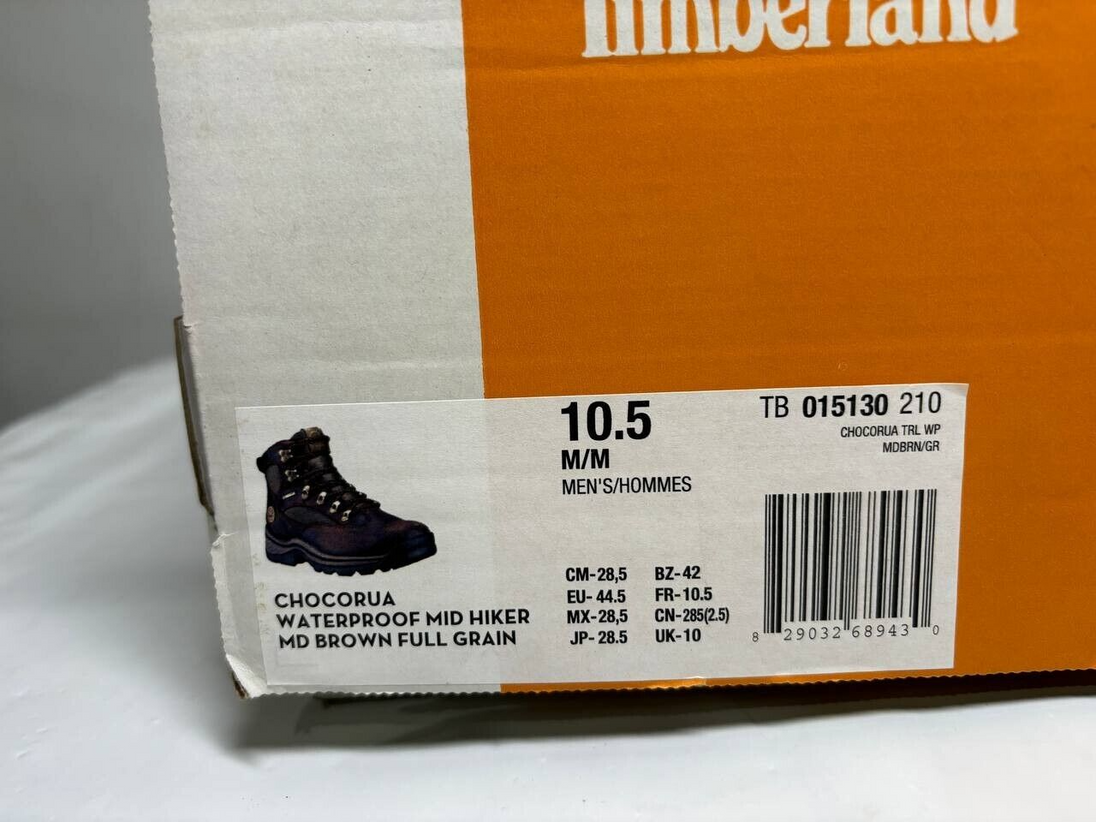 Timberland
10.5
M/M
MEN'S/HOMMES
TB 015130 210
CHOCORUA TRL WP
MDBRN/GR
CM-28,5 BZ-42
EU- 44.5 FR-10.5
MX-28,5 CN-285(2.5)
JP-28.5 UK-10
8 29032 68943 0
CHOCORUA
WATERPROOF MID HIKER
MD BROWN FULL GRAIN